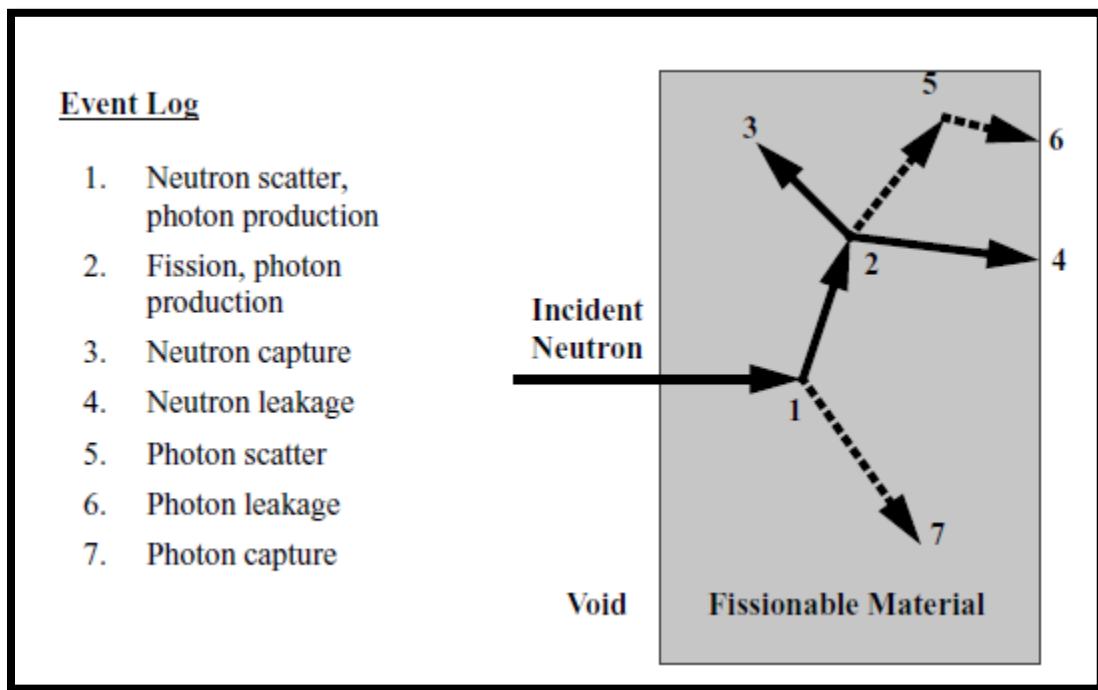 Event Log
1. Neutron scatter,
photon production
2. Fission, photon
production
3. Neutron capture
4. Neutron leakage
5. Photon scatter
6. Photon leakage
7. Photon capture
Incident
Neutron
Void
Fissionable Material
1
2
3
4
5
6
7